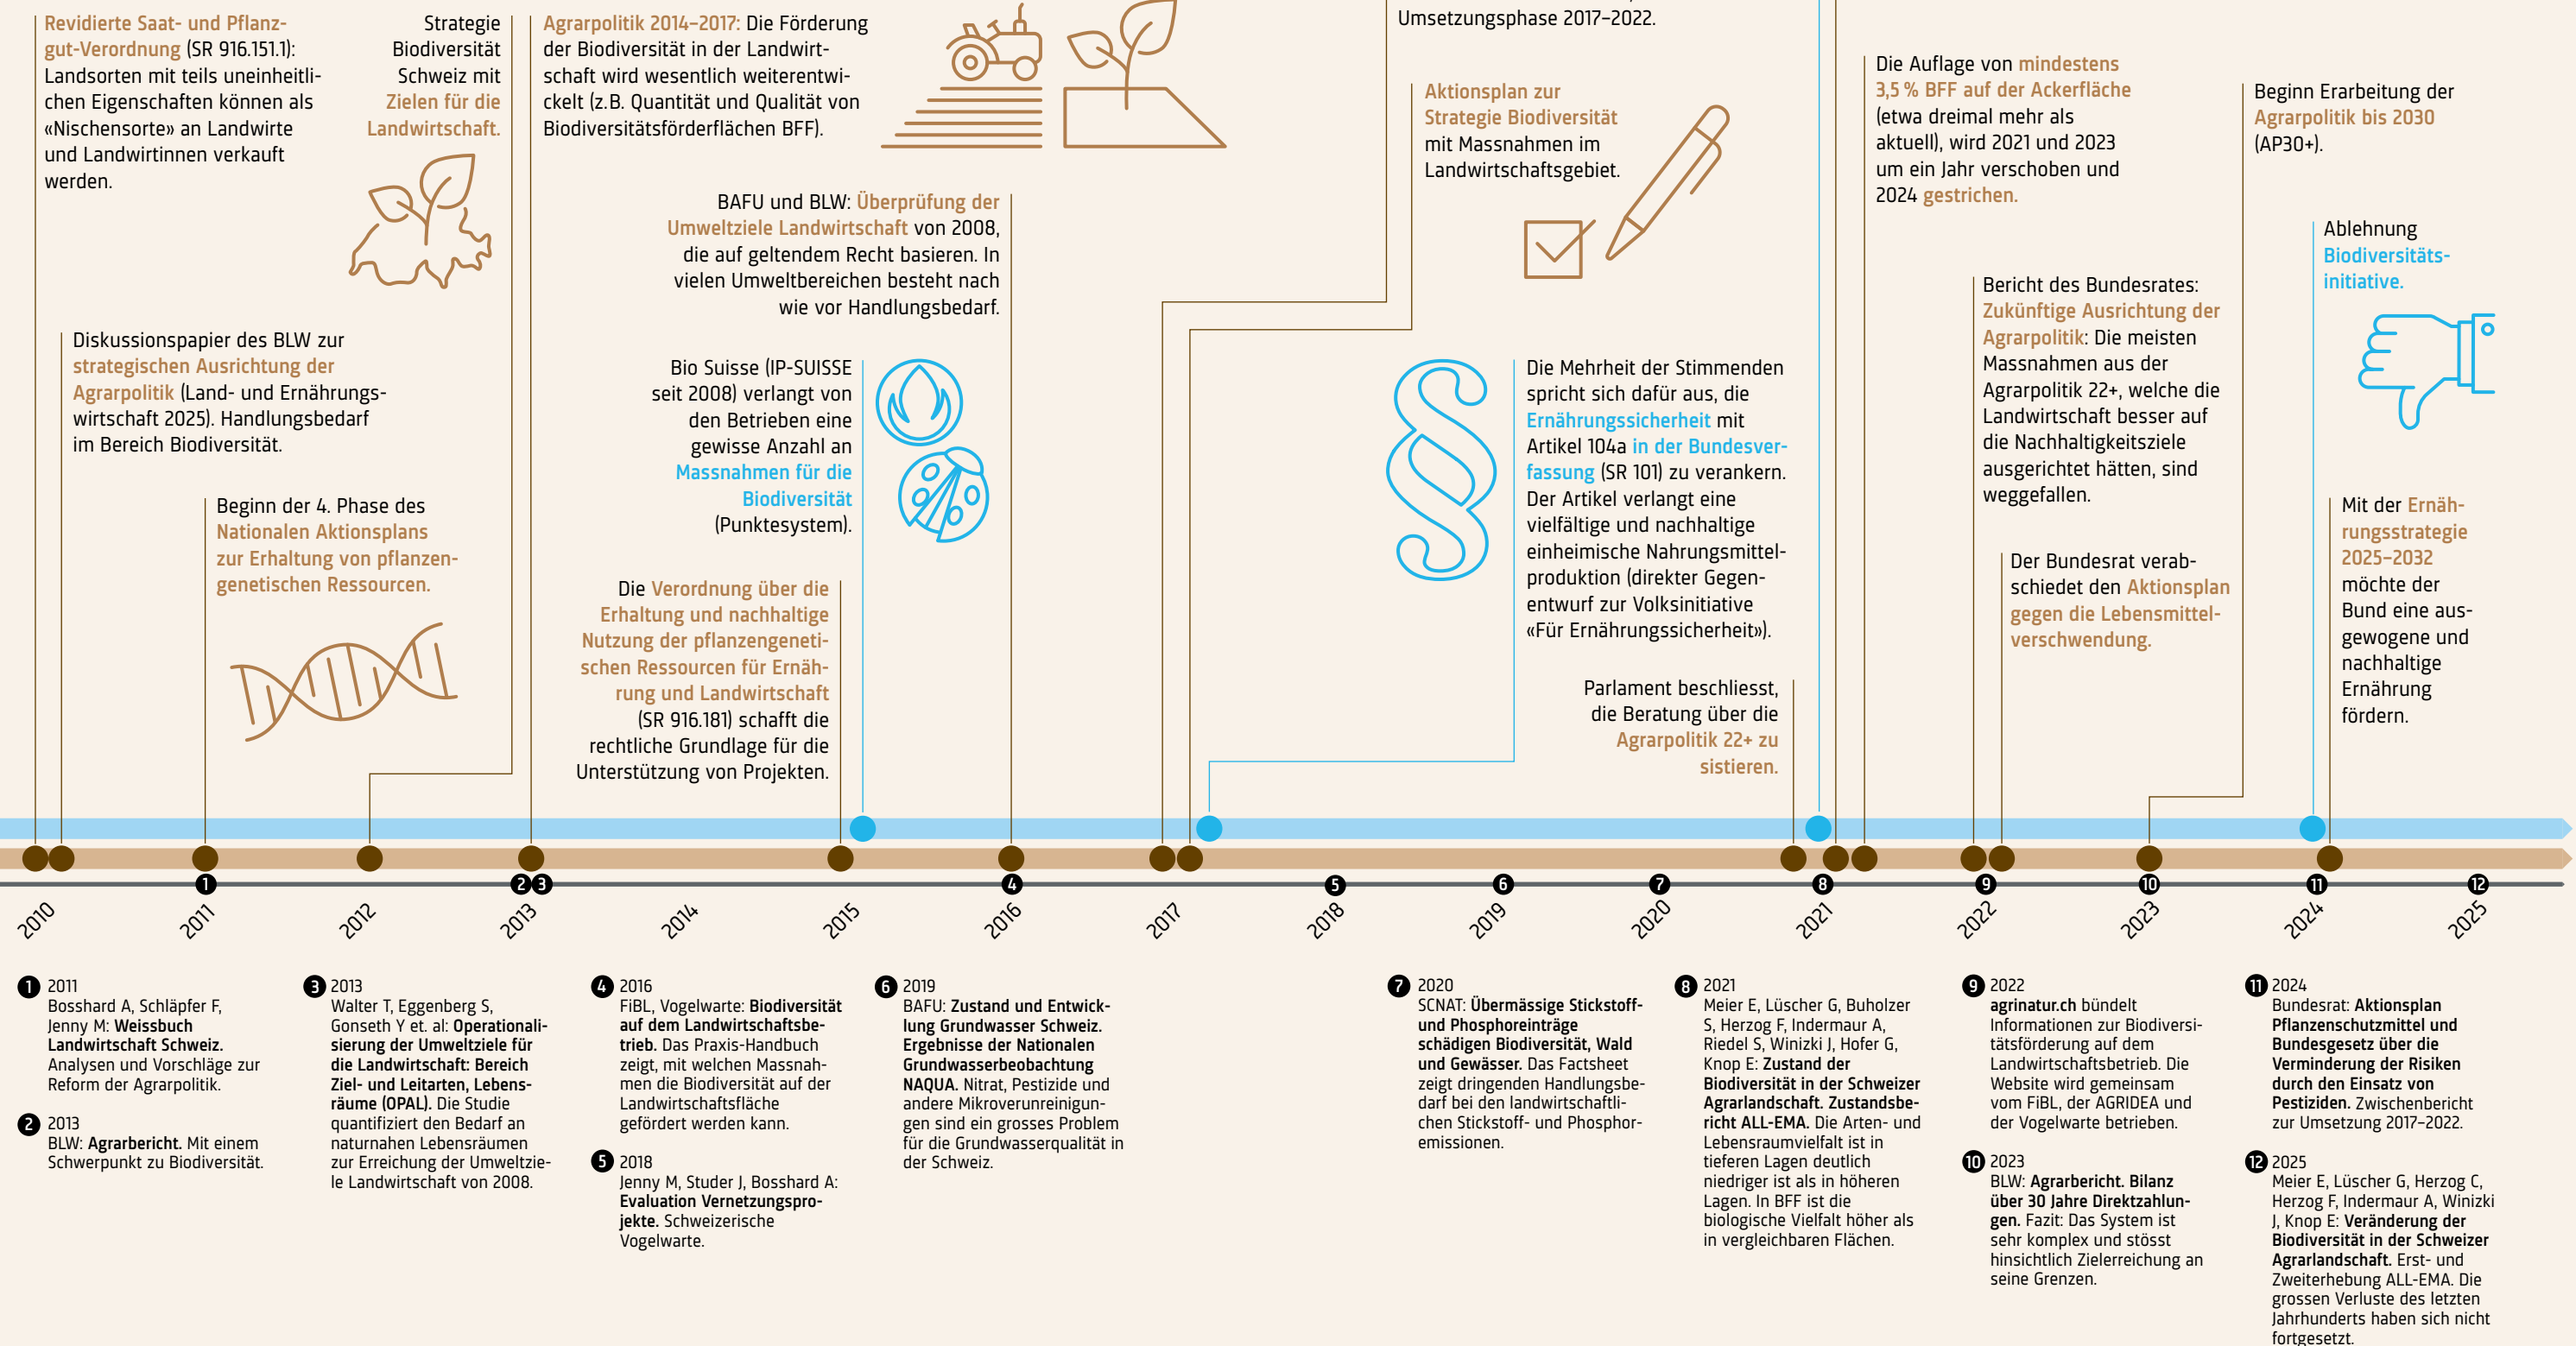 Revidierte Saat- und Pflanz-
gut-Verordnung (SR 916.151.1):
Landsorten mit teils uneinheitli-
chen Eigenschaften können als
«Nischensorte» an Landwirte
und Landwirtinnen verkauft
werden.
Strategie
Biodiversität
Schweiz mit
Zielen für die
Landwirtschaft.
Agrarpolitik 2014–2017: Die Förderung
der Biodiversität in der Landwirt-
schaft wird wesentlich weiterentwi-
ckelt (z.B. Quantität und Qualität von
Biodiversitätsförderflächen BFF).
Umsetzungsphase 2017–2022.
Aktionsplan zur
Strategie Biodiversität
mit Massnahmen im
Landwirtschaftsgebiet.
Die Auflage von mindestens
3,5 % BFF auf der Ackerfläche
(etwa dreimal mehr als
aktuell), wird 2021 und 2023
um ein Jahr verschoben und
2024 gestrichen.
Beginn Erarbeitung der
Agrarpolitik bis 2030
(AP30+).
BAFU und BLW: Überprüfung der
Umweltziele Landwirtschaft von 2008,
die auf geltendem Recht basieren. In
vielen Umweltbereichen besteht nach
wie vor Handlungsbedarf.
Ablehnung
Biodiversitäts-
initiative.
Bericht des Bundesrates:
Zukünftige Ausrichtung der
Agrarpolitik: Die meisten
Massnahmen aus der
Agrarpolitik 22+, welche die
Landwirtschaft besser auf
die Nachhaltigkeitsziele
ausgerichtet hätten, sind
weggefallen.
Diskussionspapier des BLW zur
strategischen Ausrichtung der
Agrarpolitik (Land- und Ernährungs-
wirtschaft 2025). Handlungsbedarf
im Bereich Biodiversität.
Bio Suisse (IP-SUISSE
seit 2008) verlangt von
den Betrieben eine
gewisse Anzahl an
Massnahmen für die
Biodiversität
(Punktesystem).
Die Mehrheit der Stimmenden
spricht sich dafür aus, die
Ernährungssicherheit mit
Artikel 104a in der Bundesver-
fassung (SR 101) zu verankern.
Der Artikel verlangt eine
vielfältige und nachhaltige
einheimische Nahrungsmittel-
produktion (direkter Gegen-
entwurf zur Volksinitiative
«Für Ernährungssicherheit»).
Beginn der 4. Phase des
Nationalen Aktionsplans
zur Erhaltung von pflanzen-
genetischen Ressourcen.
Mit der Ernäh-
rungsstrategie
2025–2032
möchte der
Bund eine aus-
gewogene und
nachhaltige
Ernährung
fördern.
Der Bundesrat verab-
schiedet den Aktionsplan
gegen die Lebensmittel-
verschwendung.
Die Verordnung über die
Erhaltung und nachhaltige
Nutzung der pflanzengeneti-
schen Ressourcen für Ernäh-
rung und Landwirtschaft
(SR 916.181) schafft die
rechtliche Grundlage für die
Unterstützung von Projekten.
Parlament beschliesst,
die Beratung über die
Agrarpolitik 22+ zu
sistieren.
1 2 3 4 5 6 7 8 9 10 11 12
2010 2011 2012 2013 2014 2015 2016 2017 2018 2019 2020 2021 2022 2023 2024 2025
1 2011
Bosshard A, Schläpfer F,
Jenny M: Weissbuch
Landwirtschaft Schweiz.
Analysen und Vorschläge zur
Reform der Agrarpolitik.
2 2013
BLW: Agrarbericht. Mit einem
Schwerpunkt zu Biodiversität.
3 2013
Walter T, Eggenberg S,
Gonseth Y et. al: Operationali-
sierung der Umweltziele für
die Landwirtschaft: Bereich
Ziel- und Leitarten, Lebens-
räume (OPAL). Die Studie
quantifiziert den Bedarf an
naturnahen Lebensräumen
zur Erreichung der Umweltzie-
le Landwirtschaft von 2008.
4 2016
FiBL, Vogelwarte: Biodiversität
auf dem Landwirtschaftsbe-
trieb. Das Praxis-Handbuch
zeigt, mit welchen Massnah-
men die Biodiversität auf der
Landwirtschaftsfläche
gefördert werden kann.
5 2018
Jenny M, Studer J, Bosshard A:
Evaluation Vernetzungspro-
jekte. Schweizerische
Vogelwarte.
6 2019
BAFU: Zustand und Entwick-
lung Grundwasser Schweiz.
Ergebnisse der Nationalen
Grundwasserbeobachtung
NAQUA. Nitrat, Pestizide und
andere Mikroverunreinigun-
gen sind ein grosses Problem
für die Grundwasserqualität in
der Schweiz.
7 2020
SCNAT: Übermässige Stickstoff-
und Phosphoreinträge
schädigen Biodiversität, Wald
und Gewässer. Das Factsheet
zeigt dringenden Handlungsbe-
darf bei den landwirtschaftli-
chen Stickstoff- und Phosphor-
emissionen.
8 2021
Meier E, Lüscher G, Buholzer
S, Herzog F, Indermaur A,
Riedel S, Winizki J, Hofer G,
Knop E: Zustand der
Biodiversität in der Schweizer
Agrarlandschaft. Zustandsbe-
richt ALL-EMA. Die Arten- und
Lebensraumvielfalt ist in
tieferen Lagen deutlich
niedriger ist als in höheren
Lagen. In BFF ist die
biologische Vielfalt höher als
in vergleichbaren Flächen.
9 2022
agrinatur.ch bündelt
Informationen zur Biodiversi-
tätsförderung auf dem
Landwirtschaftsbetrieb. Die
Website wird gemeinsam
vom FiBL, der AGRIDEA und
der Vogelwarte betrieben.
10 2023
BLW: Agrarbericht. Bilanz
über 30 Jahre Direktzahlun-
gen. Fazit: Das System ist
sehr komplex und stösst
hinsichtlich Zielerreichung an
seine Grenzen.
11 2024
Bundesrat: Aktionsplan
Pflanzenschutzmittel und
Bundesgesetz über die
Verminderung der Risiken
durch den Einsatz von
Pestiziden. Zwischenbericht
zur Umsetzung 2017–2022.
12 2025
Meier E, Lüscher G, Herzog C,
Herzog F, Indermaur A, Winizki
J, Knop E: Veränderung der
Biodiversität in der Schweizer
Agrarlandschaft. Erst- und
Zweiterhebung ALL-EMA. Die
grossen Verluste des letzten
Jahrhunderts haben sich nicht
fortgesetzt.